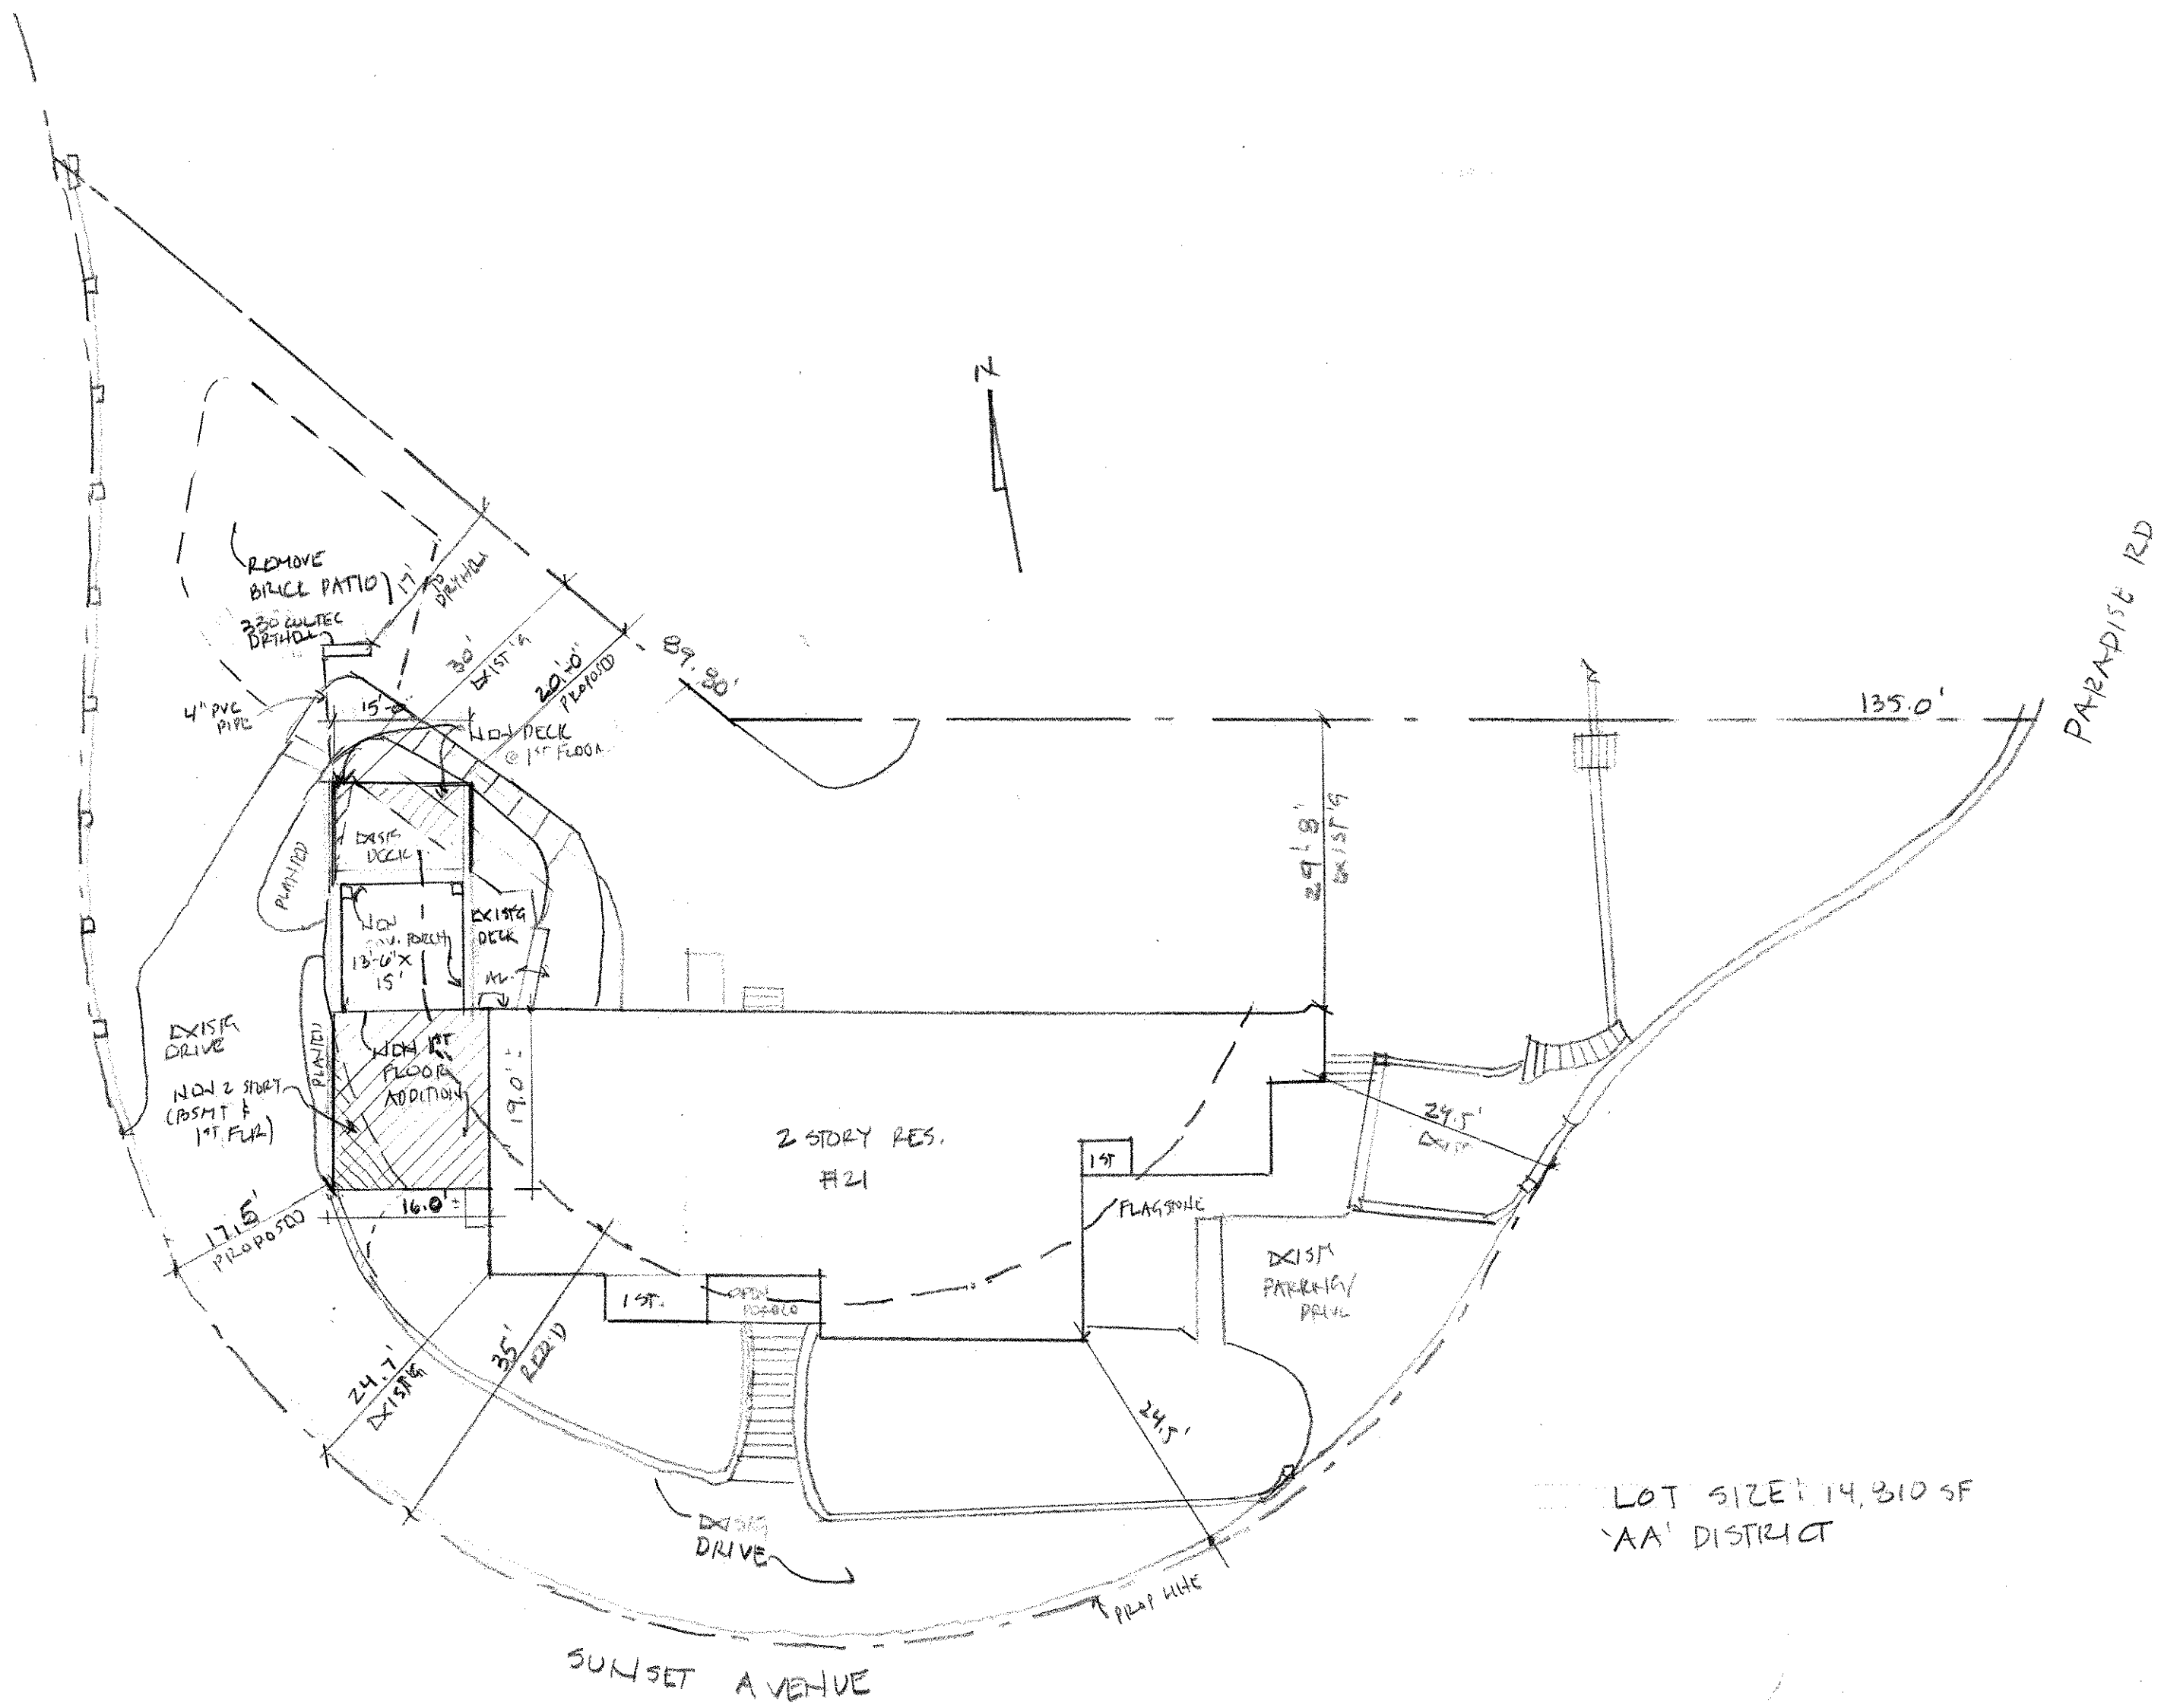 N
REMOVE
BRICK PATIO
17'
TO
DRYWELL
330 CULTEC
DRYWELL
30'
EXIST'G
20'-0"
PROPOSED
89.80'
4" PVC
PIPE
15'-0"
NEW DECK
@ 1ST FLOOR
135.0'
PARADISE RD
PLANTED
EXIST'G
DECK
29'-8"
EXIST'G
NEW
COV. PORCH
13'-6" X
15'
EXIST'G
DECK
PLANTED
EXIST'G
DRIVE
NEW 1ST
FLOOR
ADDITION
19.0' ±
NEW 2 STORY
(BSMT &
1ST FLR)
2 STORY RES.
#21
1ST
24.5'
EXIST
17.5'
PROPOSED
16.0' ±
FLAGSTONE
EXIST
PARKING/
DRIVE
1ST.
OPEN
24.7'
EXIST'G
35'
REQ'D
24.5'
EXIST'G
DRIVE
PROP LINE
LOT SIZE: 14,810 SF
'AA' DISTRICT
SUNSET AVENUE